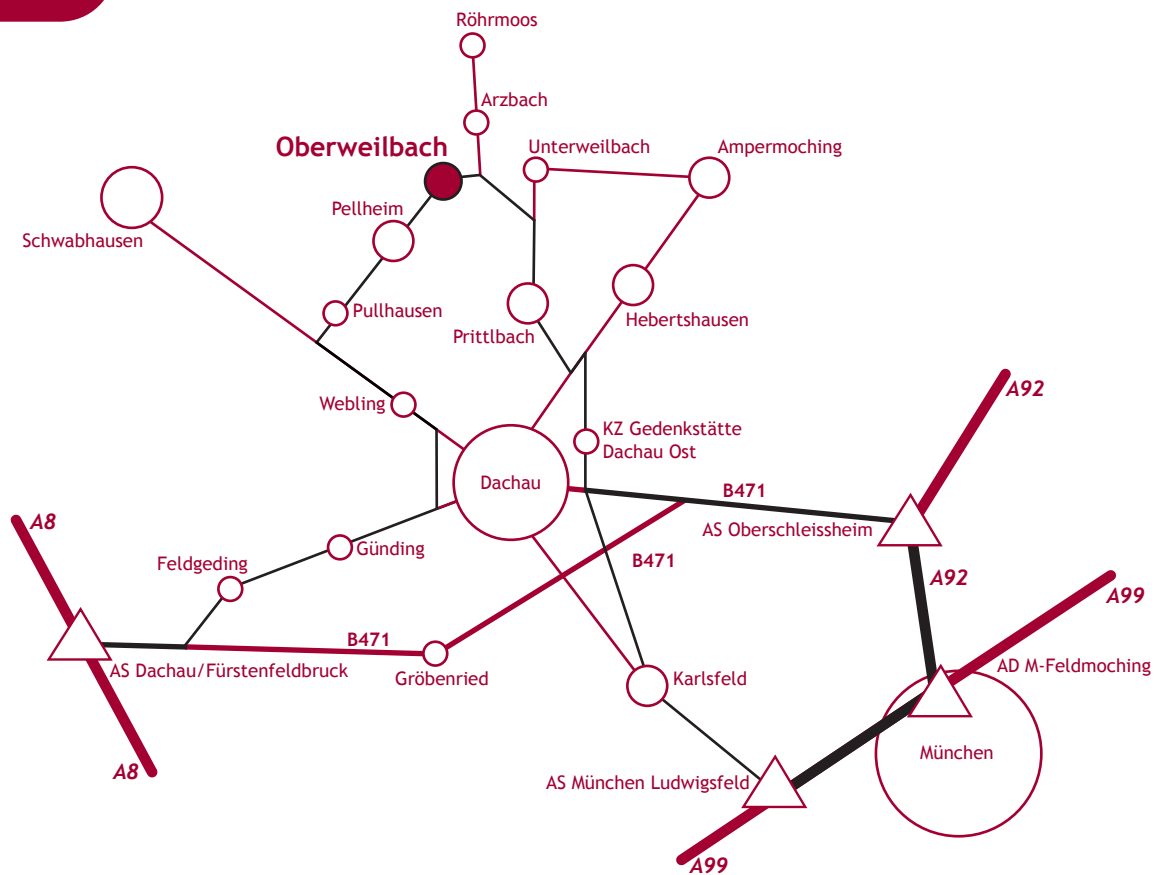 Röhrmoos
Arzbach
Oberweilbach
Unterweilbach
Ampermoching
Pellheim
Schwabhausen
Pullhausen
Hebertshausen
Prittlbach
A92
Webling
KZ Gedenkstätte
Dachau Ost
Dachau
B471
A8
AS Oberschleissheim
Günding
Feldgeding
B471
A92
A99
B471
AS Dachau/Fürstenfeldbruck
Gröbenried
Karlsfeld
AD M-Feldmoching
München
A8
AS München Ludwigsfeld
A99